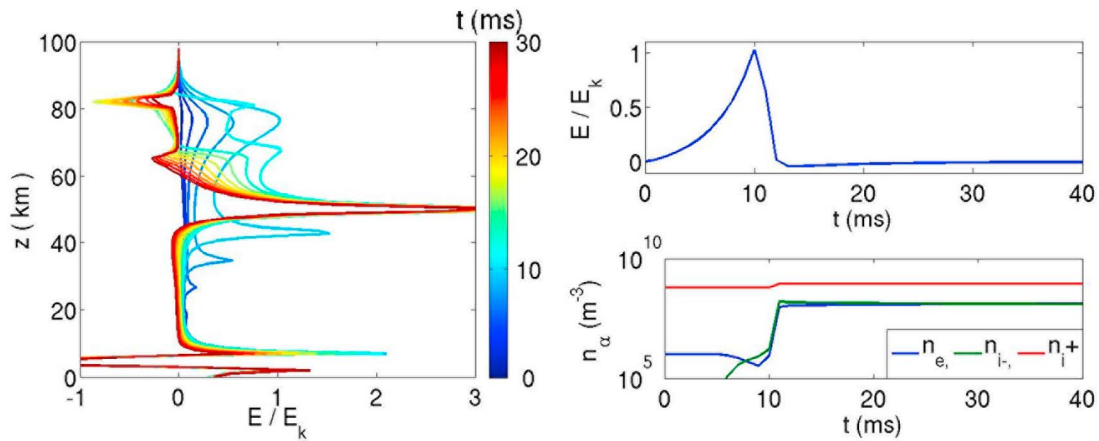 t (ms)
100
80
60
40
20
0
z ( km )
-1 0 1 2 3
E / E_k
30
20
10
0
1
0.5
0
E / E_k
0 10 20 30 40
t (ms)
10^10
10^5
n_α (m^-3)
n_e, n_i-, n_i+
0 10 20 30 40
t (ms)